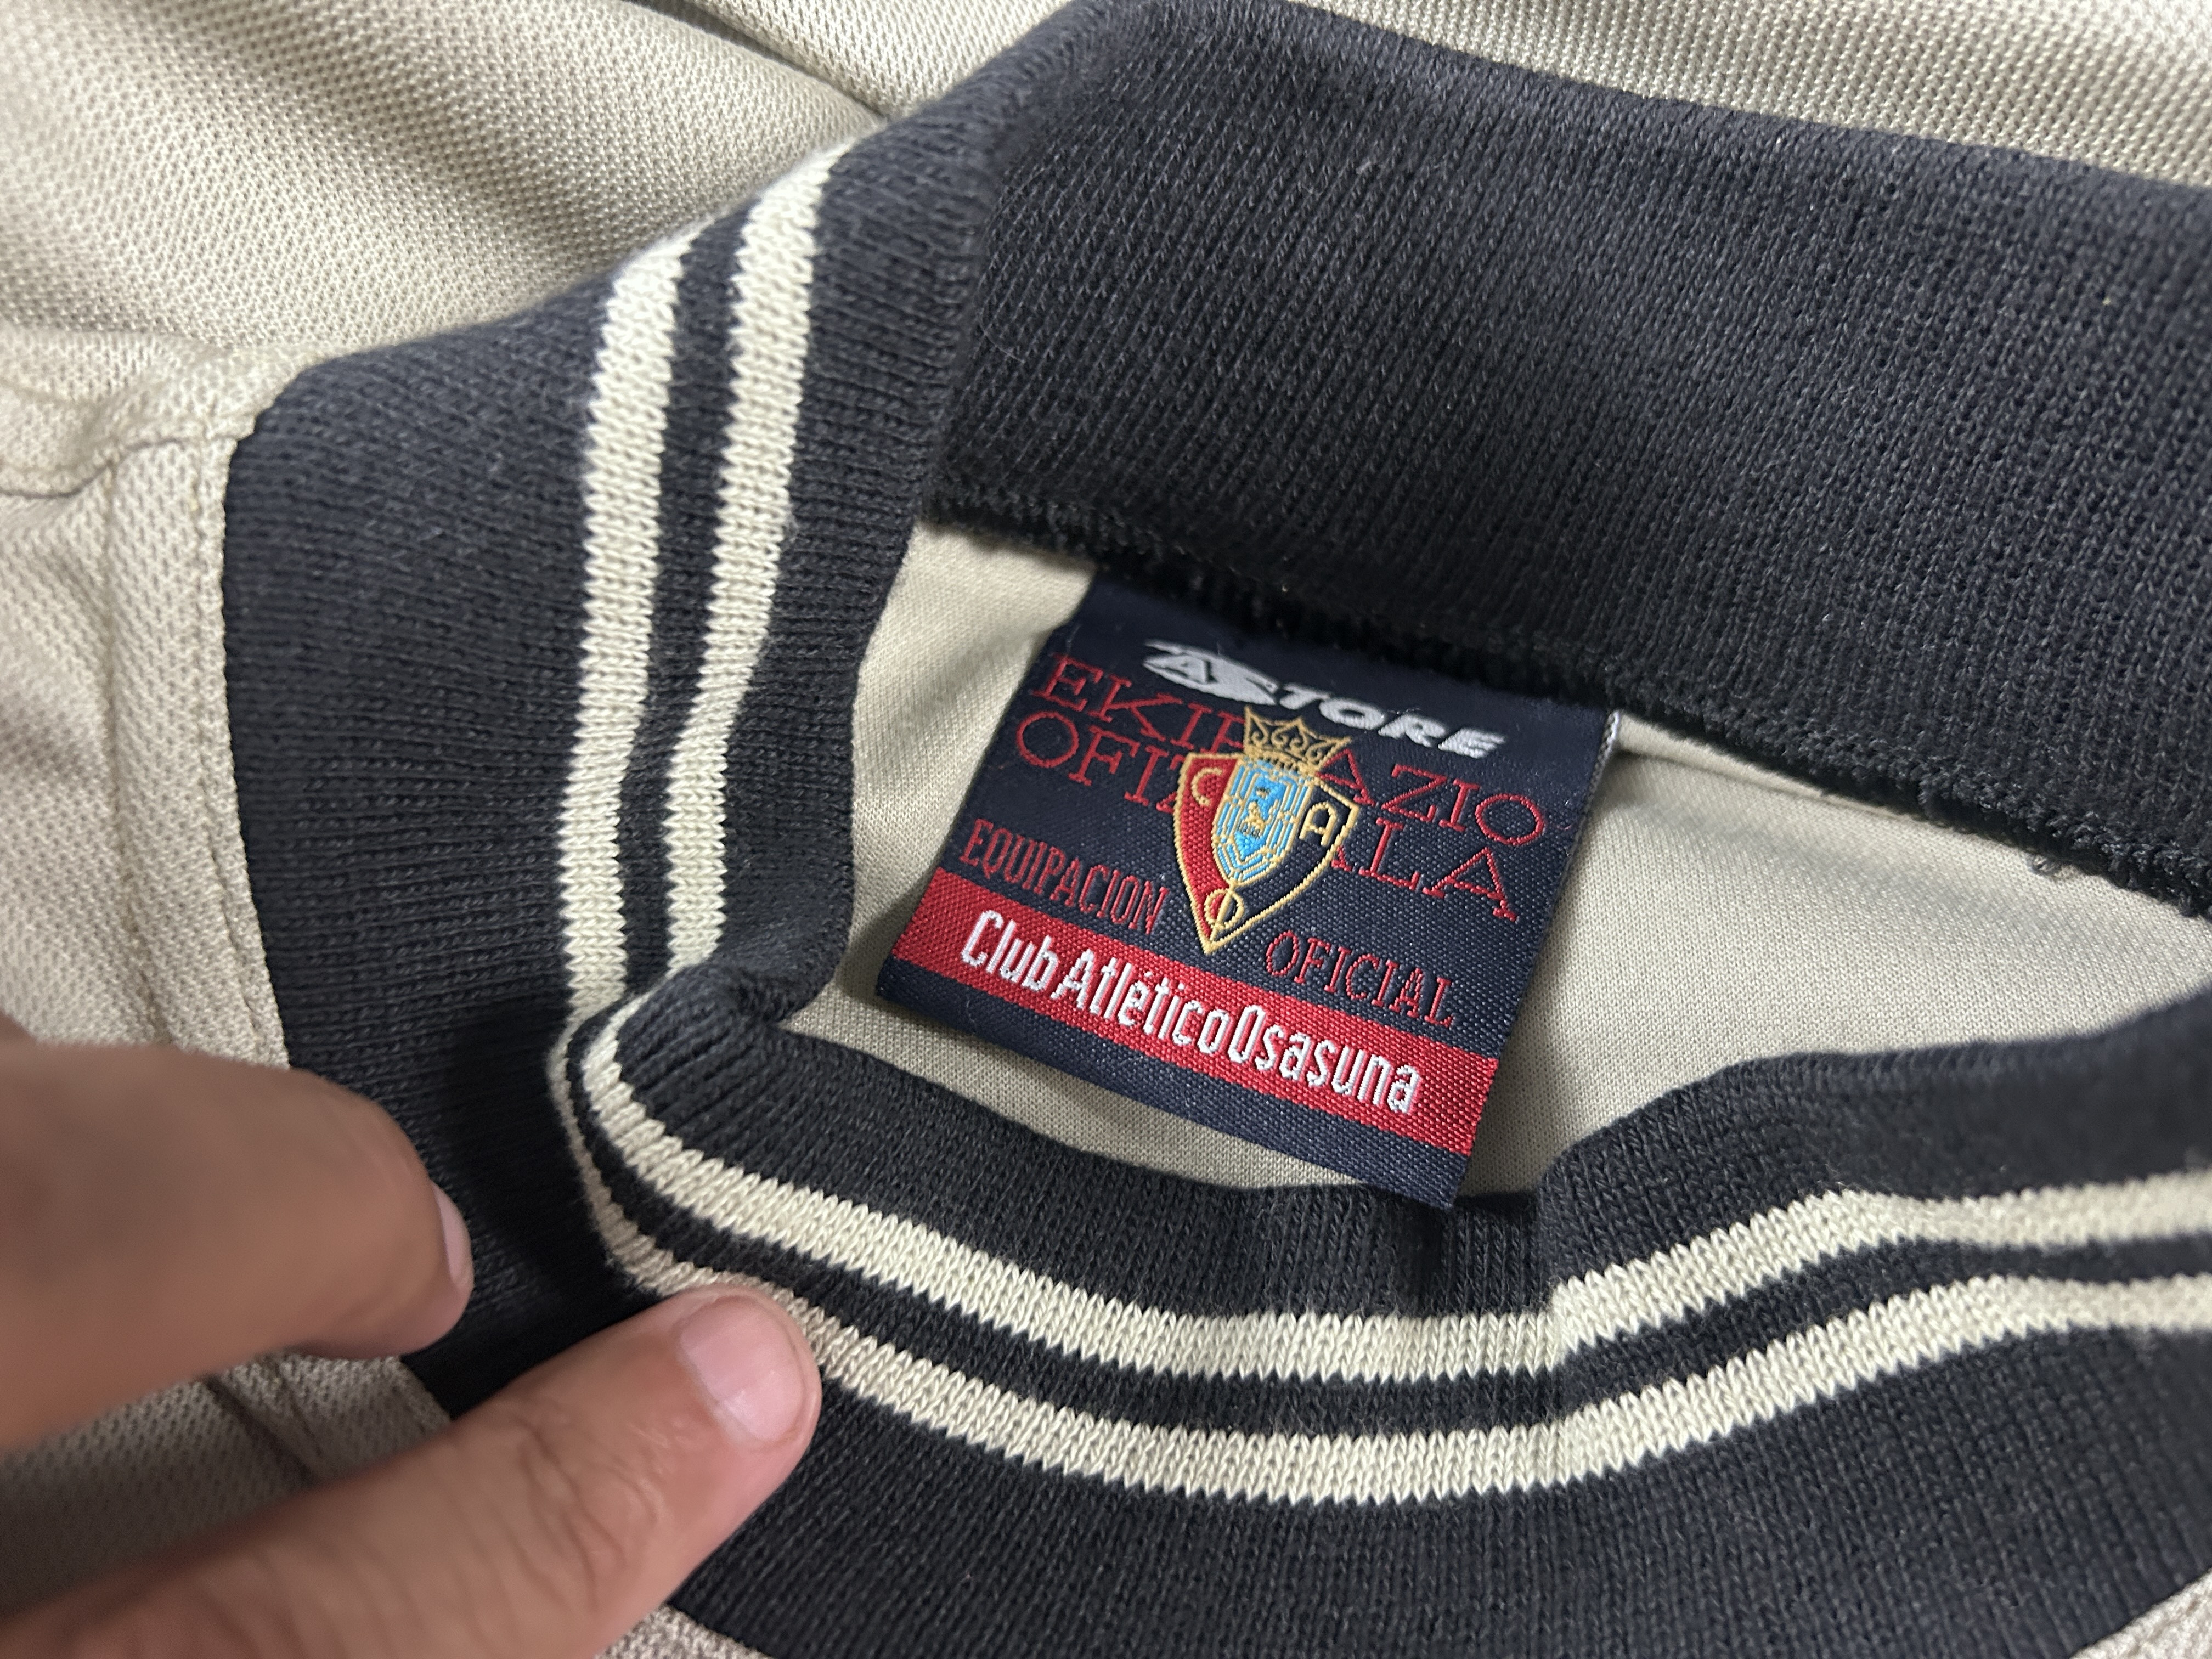 ASTORE
EKIPAZIO
OFIZIALA
EQUIPACION OFICIAL
Club Atlético Osasuna
C A O